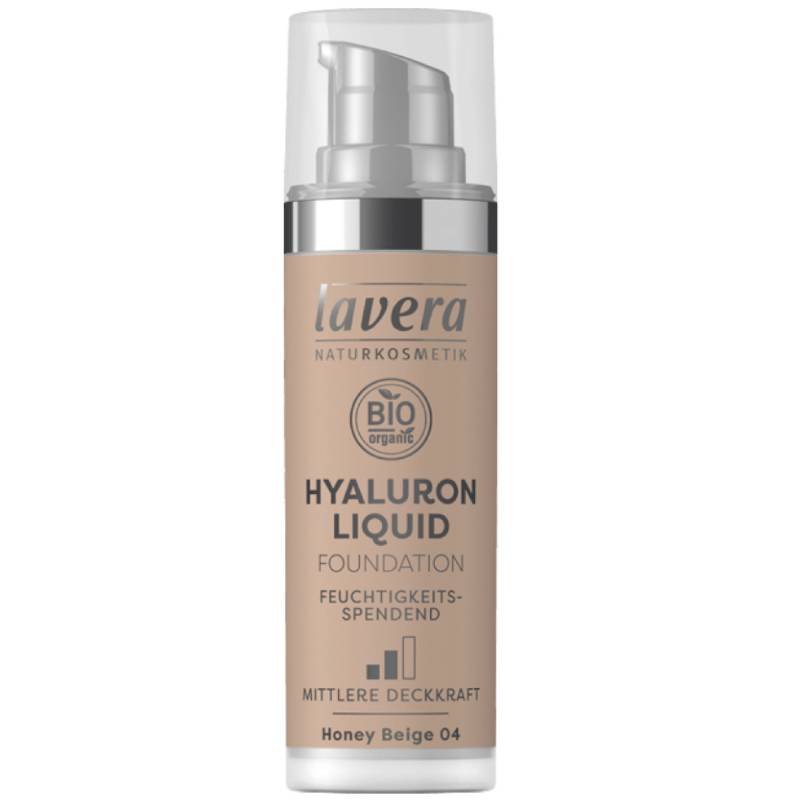 lavera
NATURKOSMETIK
BIO
organic
HYALURON
LIQUID
FOUNDATION
FEUCHTIGKEITS-
SPENDEND
MITTLERE DECKKRAFT
Honey Beige 04